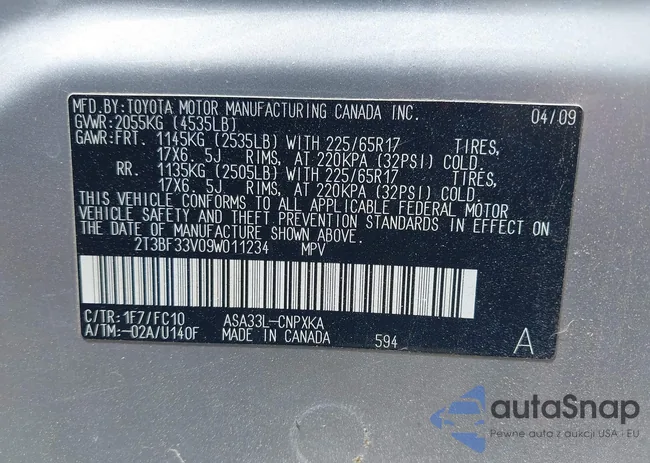 MFD.BY:TOYOTA MOTOR MANUFACTURING CANADA INC. 04/09
GVWR:2055KG (4535LB)
GAWR:FRT. 1145KG (2535LB) WITH 225/65R17 TIRES,
17X6. 5J RIMS, AT 220KPA (32PSI) COLD.
RR. 1135KG (2505LB) WITH 225/65R17 TIRES,
17X6. 5J RIMS, AT 220KPA (32PSI) COLD.
THIS VEHICLE CONFORMS TO ALL APPLICABLE FEDERAL MOTOR
VEHICLE SAFETY AND THEFT PREVENTION STANDARDS IN EFFECT ON
THE DATE OF MANUFACTURE SHOWN ABOVE.
2T3BF33V09W011234 MPV
C/TR: 1F7/FC10 ASA33L-CNPXKA
A/TM:-02A/U140F MADE IN CANADA 594 A
autaSnap
Pewne auta z aukcji USA - EU